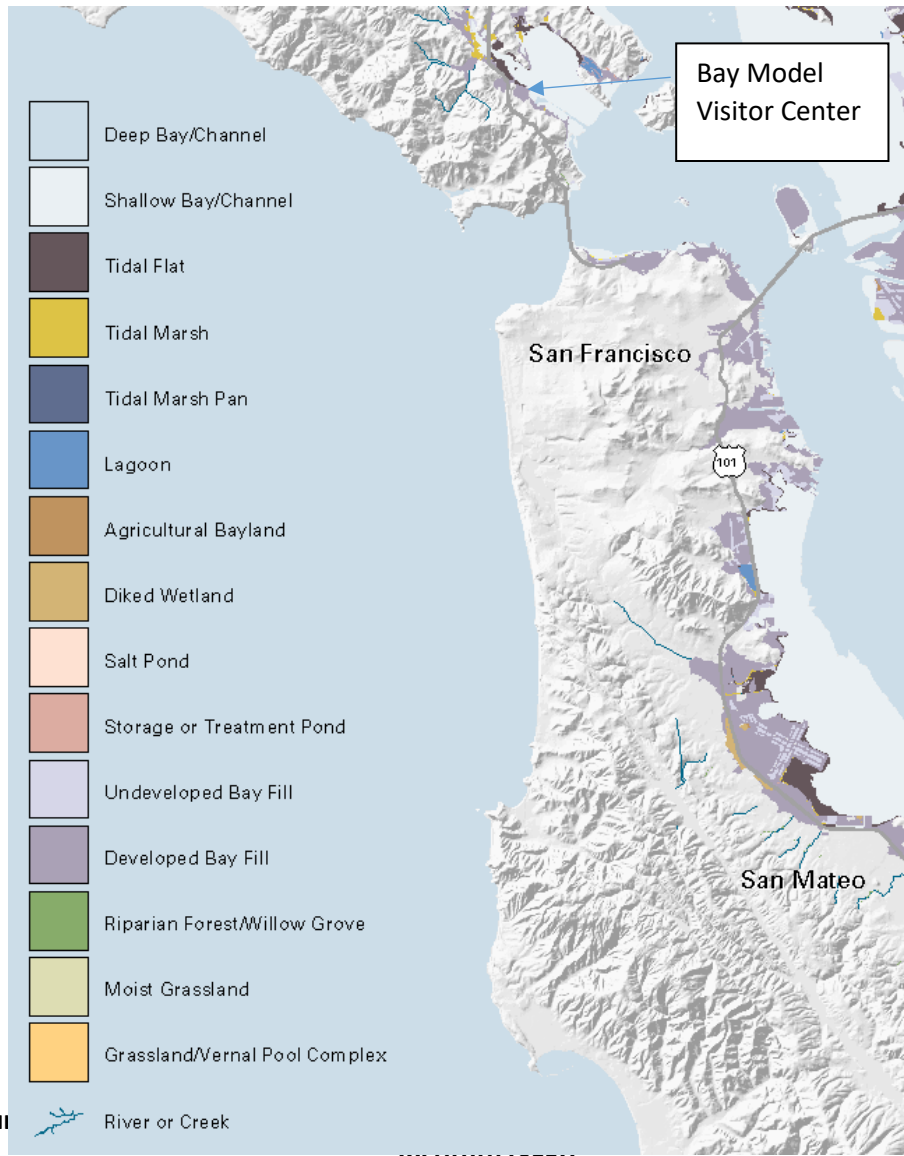 Bay Model
Visitor Center
Deep Bay/Channel
Shallow Bay/Channel
Tidal Flat
Tidal Marsh
Tidal Marsh Pan
Lagoon
Agricultural Bayland
Diked Wetland
Salt Pond
Storage or Treatment Pond
Undeveloped Bay Fill
Developed Bay Fill
Riparian Forest/Willow Grove
Moist Grassland
Grassland/Vernal Pool Complex
River or Creek
San Francisco
101
San Mateo